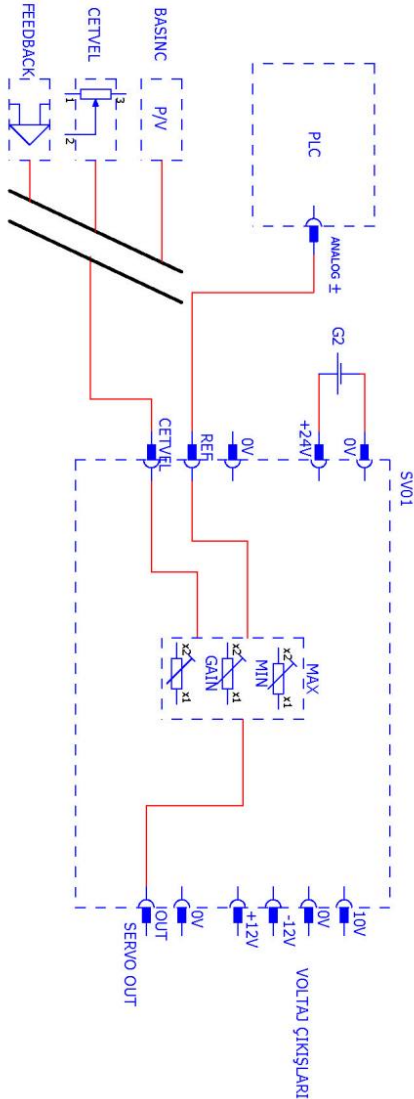 SV01
PLC
ANALOG ±
G2
0V
+24V
0V
REF
CETVEL
BASINC
P/V
CETVEL
1
3
2
FEEDBACK
MAX
x2
x1
MIN
x2
x1
GAIN
x2
x1
10V
0V
-12V
+12V
0V
OUT
VOLTAJ ÇIKIŞLARI
SERVO OUT